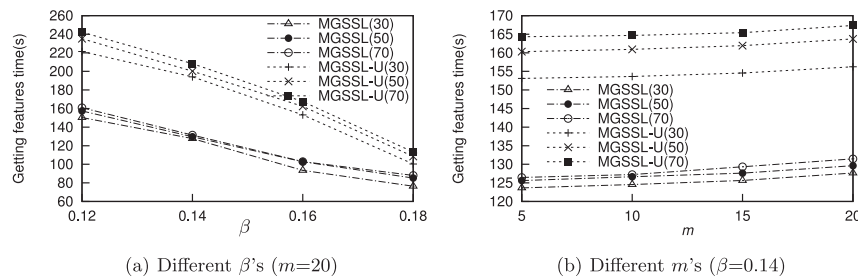 Getting features time(s)
260
240
220
200
180
160
140
120
100
80
60
0.12
0.14
0.16
0.18
β
MGSSL(30)
MGSSL(50)
MGSSL(70)
MGSSL-U(30)
MGSSL-U(50)
MGSSL-U(70)
(a) Different β's (m=20)
Getting features time(s)
170
165
160
155
150
145
140
135
130
125
120
5
10
15
20
m
MGSSL(30)
MGSSL(50)
MGSSL(70)
MGSSL-U(30)
MGSSL-U(50)
MGSSL-U(70)
(b) Different m's (β=0.14)